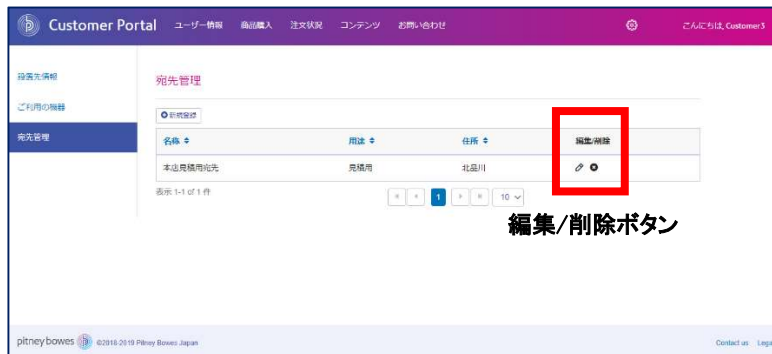 Customer Portal ユーザー情報 商品購入 注文状況 コンテンツ お問い合わせ こんにちは, Customer3
設置先情報
ご利用の機器
宛先管理
宛先管理
新規登録
名称 用途 住所 編集/削除
本店見積用宛先 見積用 北品川
表示 1-1 of 1 件
« ‹ 1 › » 10
編集/削除ボタン
pitney bowes ©2016-2019 Pitney Bowes Japan Contact us Lega